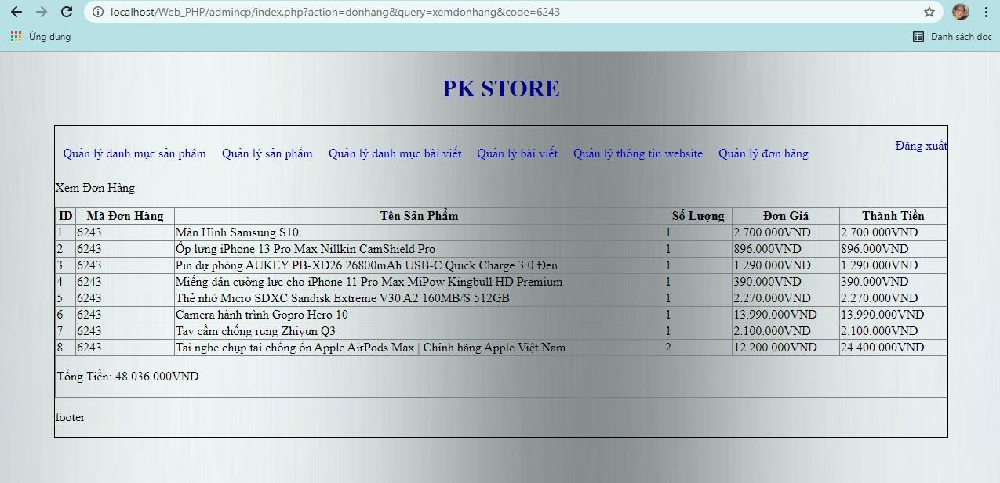 localhost/Web_PHP/admincp/index.php?action=donhang&query=xemdonhang&code=6243
Ứng dụng
Danh sách đọc
PK STORE
Quản lý danh mục sản phẩm Quản lý sản phẩm Quản lý danh mục bài viết Quản lý bài viết Quản lý thông tin website Quản lý đơn hàng Đăng xuất
Xem Đơn Hàng
ID Mã Đơn Hàng Tên Sản Phẩm Số Lượng Đơn Giá Thành Tiền
1 6243 Màn Hình Samsung S10 1 2.700.000VND 2.700.000VND
2 6243 Ốp lưng iPhone 13 Pro Max Nillkin CamShield Pro 1 896.000VND 896.000VND
3 6243 Pin dự phòng AUKEY PB-XD26 26800mAh USB-C Quick Charge 3.0 Đen 1 1.290.000VND 1.290.000VND
4 6243 Miếng dán cường lực cho iPhone 11 Pro Max MiPow Kingbull HD Premium 1 390.000VND 390.000VND
5 6243 Thẻ nhớ Micro SDXC Sandisk Extreme V30 A2 160MB/S 512GB 1 2.270.000VND 2.270.000VND
6 6243 Camera hành trình Gopro Hero 10 1 13.990.000VND 13.990.000VND
7 6243 Tay cầm chống rung Zhiyun Q3 1 2.100.000VND 2.100.000VND
8 6243 Tai nghe chụp tai chống ồn Apple AirPods Max | Chính hãng Apple Việt Nam 2 12.200.000VND 24.400.000VND
Tổng Tiền: 48.036.000VND
footer